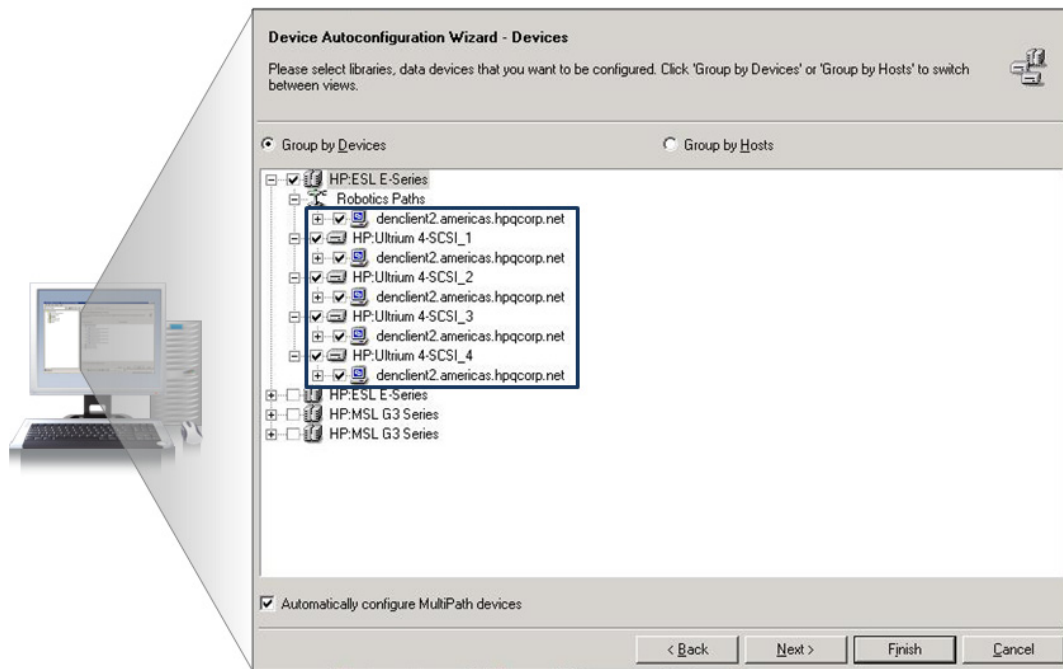 Device Autoconfiguration Wizard - Devices
Please select libraries, data devices that you want to be configured. Click 'Group by Devices' or 'Group by Hosts' to switch
between views.
Group by Devices
Group by Hosts
HP:ESL E-Series
Robotics Paths
denclient2.americas.hpqcorp.net
HP:Ultrium 4-SCSI_1
denclient2.americas.hpqcorp.net
HP:Ultrium 4-SCSI_2
denclient2.americas.hpqcorp.net
HP:Ultrium 4-SCSI_3
denclient2.americas.hpqcorp.net
HP:Ultrium 4-SCSI_4
denclient2.americas.hpqcorp.net
HP:ESL E-Series
HP:MSL G3 Series
HP:MSL G3 Series
Automatically configure MultiPath devices
< Back
Next >
Finish
Cancel